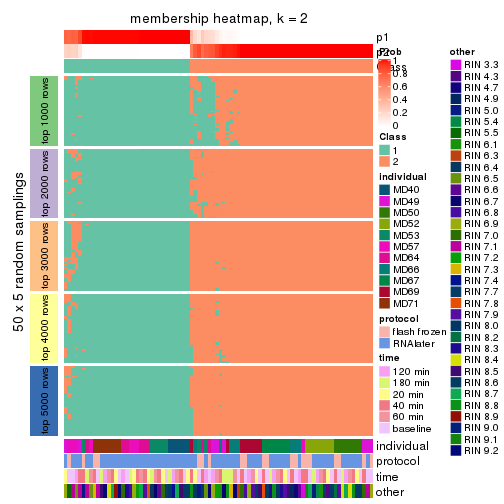 membership heatmap, k = 2
p1
p2
Class
50 x 5 random samplings
top 1000 rows
top 2000 rows
top 3000 rows
top 4000 rows
top 5000 rows
individual
protocol
time
other
Prob
1
0.8
0.6
0.4
0.2
0
Class
1
2
individual
MD40
MD49
MD50
MD52
MD53
MD57
MD64
MD66
MD67
MD69
MD71
protocol
flash frozen
RNAlater
time
120 min
180 min
20 min
40 min
60 min
baseline
other
RIN 3.3
RIN 4.3
RIN 4.7
RIN 4.9
RIN 5.0
RIN 5.4
RIN 5.5
RIN 6.1
RIN 6.3
RIN 6.4
RIN 6.5
RIN 6.6
RIN 6.7
RIN 6.8
RIN 6.9
RIN 7.0
RIN 7.1
RIN 7.2
RIN 7.3
RIN 7.4
RIN 7.7
RIN 7.8
RIN 7.9
RIN 8.0
RIN 8.2
RIN 8.3
RIN 8.4
RIN 8.5
RIN 8.6
RIN 8.7
RIN 8.8
RIN 8.9
RIN 9.0
RIN 9.1
RIN 9.2